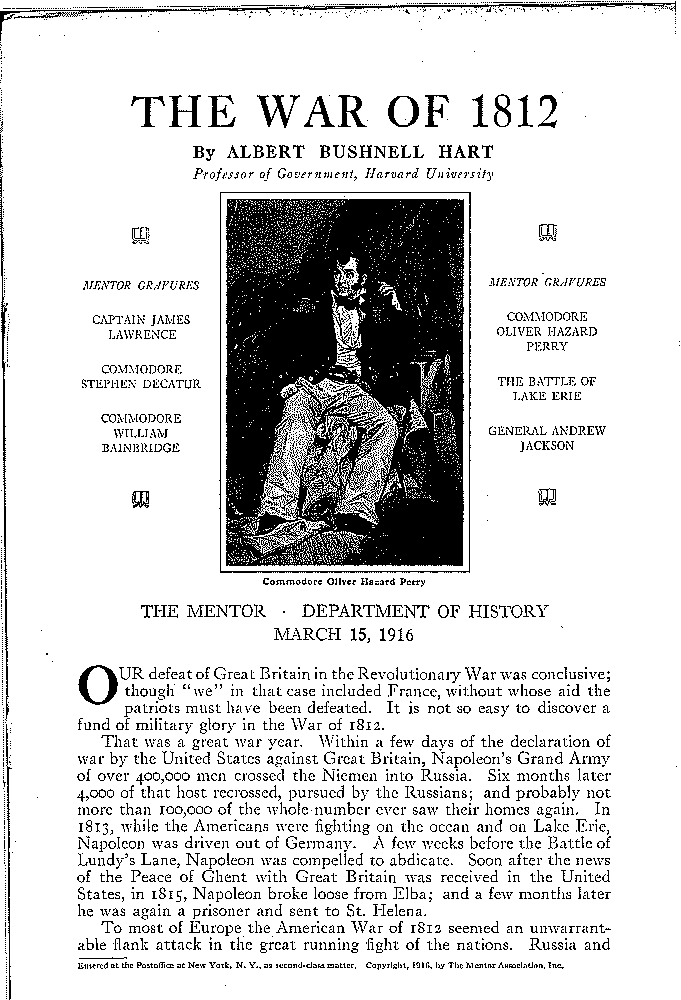 THE WAR OF 1812
By ALBERT BUSHNELL HART
Professor of Government, Harvard University
MENTOR GRAVURES
CAPTAIN JAMES
LAWRENCE
COMMODORE
STEPHEN DECATUR
COMMODORE
WILLIAM
BAINBRIDGE
MENTOR GRAVURES
COMMODORE
OLIVER HAZARD
PERRY
THE BATTLE OF
LAKE ERIE
GENERAL ANDREW
JACKSON
Commodore Oliver Hazard Perry
THE MENTOR · DEPARTMENT OF HISTORY
MARCH 15, 1916
OUR defeat of Great Britain in the Revolutionary War was conclusive;
though "we" in that case included France, without whose aid the
patriots must have been defeated. It is not so easy to discover a
fund of military glory in the War of 1812.
That was a great war year. Within a few days of the declaration of
war by the United States against Great Britain, Napoleon's Grand Army
of over 400,000 men crossed the Niemen into Russia. Six months later
4,000 of that host recrossed, pursued by the Russians; and probably not
more than 100,000 of the whole number ever saw their homes again. In
1813, while the Americans were fighting on the ocean and on Lake Erie,
Napoleon was driven out of Germany. A few weeks before the Battle of
Lundy's Lane, Napoleon was compelled to abdicate. Soon after the news
of the Peace of Ghent with Great Britain was received in the United
States, in 1815, Napoleon broke loose from Elba; and a few months later
he was again a prisoner and sent to St. Helena.
To most of Europe the American War of 1812 seemed an unwarrant-
able flank attack in the great running fight of the nations. Russia and
Entered at the Postoffice at New York, N. Y., as second-class matter. Copyright, 1916, by The Mentor Association, Inc.